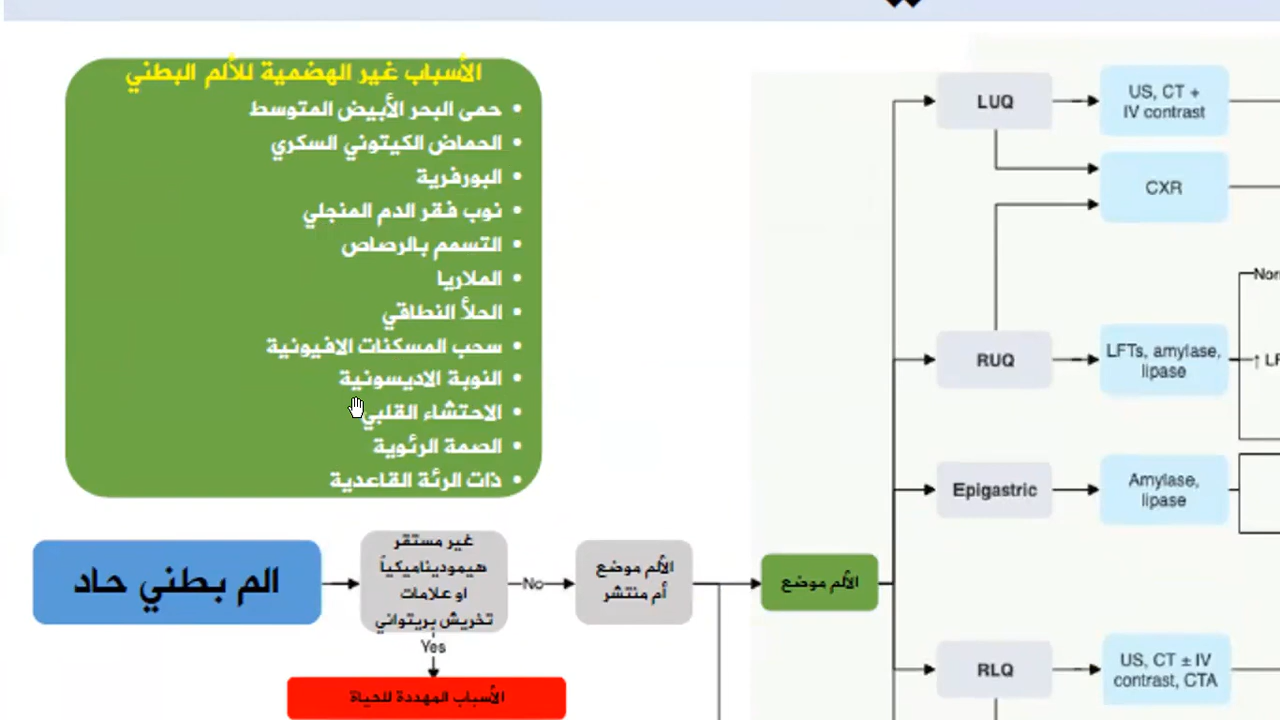 الأسباب غير الهضمية للألم البطني
• حمى البحر الأبيض المتوسط
• الحماض الكيتوني السكري
• البورفرية
• نوب فقر الدم المنجلي
• التسمم بالرصاص
• الملاريا
• الحلأ النطاقي
• سحب المسكنات الافيونية
• النوبة الاديسونية
• الاحتشاء القلبي
• الصمة الرئوية
• ذات الرئة القاعدية
الم بطني حاد
غير مستقر
هيموديناميكياً
او علامات
تخريش بريتواني
No
Yes
الأسباب المهددة للحياة
الألم موضع
أم منتشر
الألم موضع
LUQ
US, CT +
IV contrast
CXR
RUQ
LFTs, amylase,
lipase
Epigastric
Amylase,
lipase
RLQ
US, CT ± IV
contrast, CTA